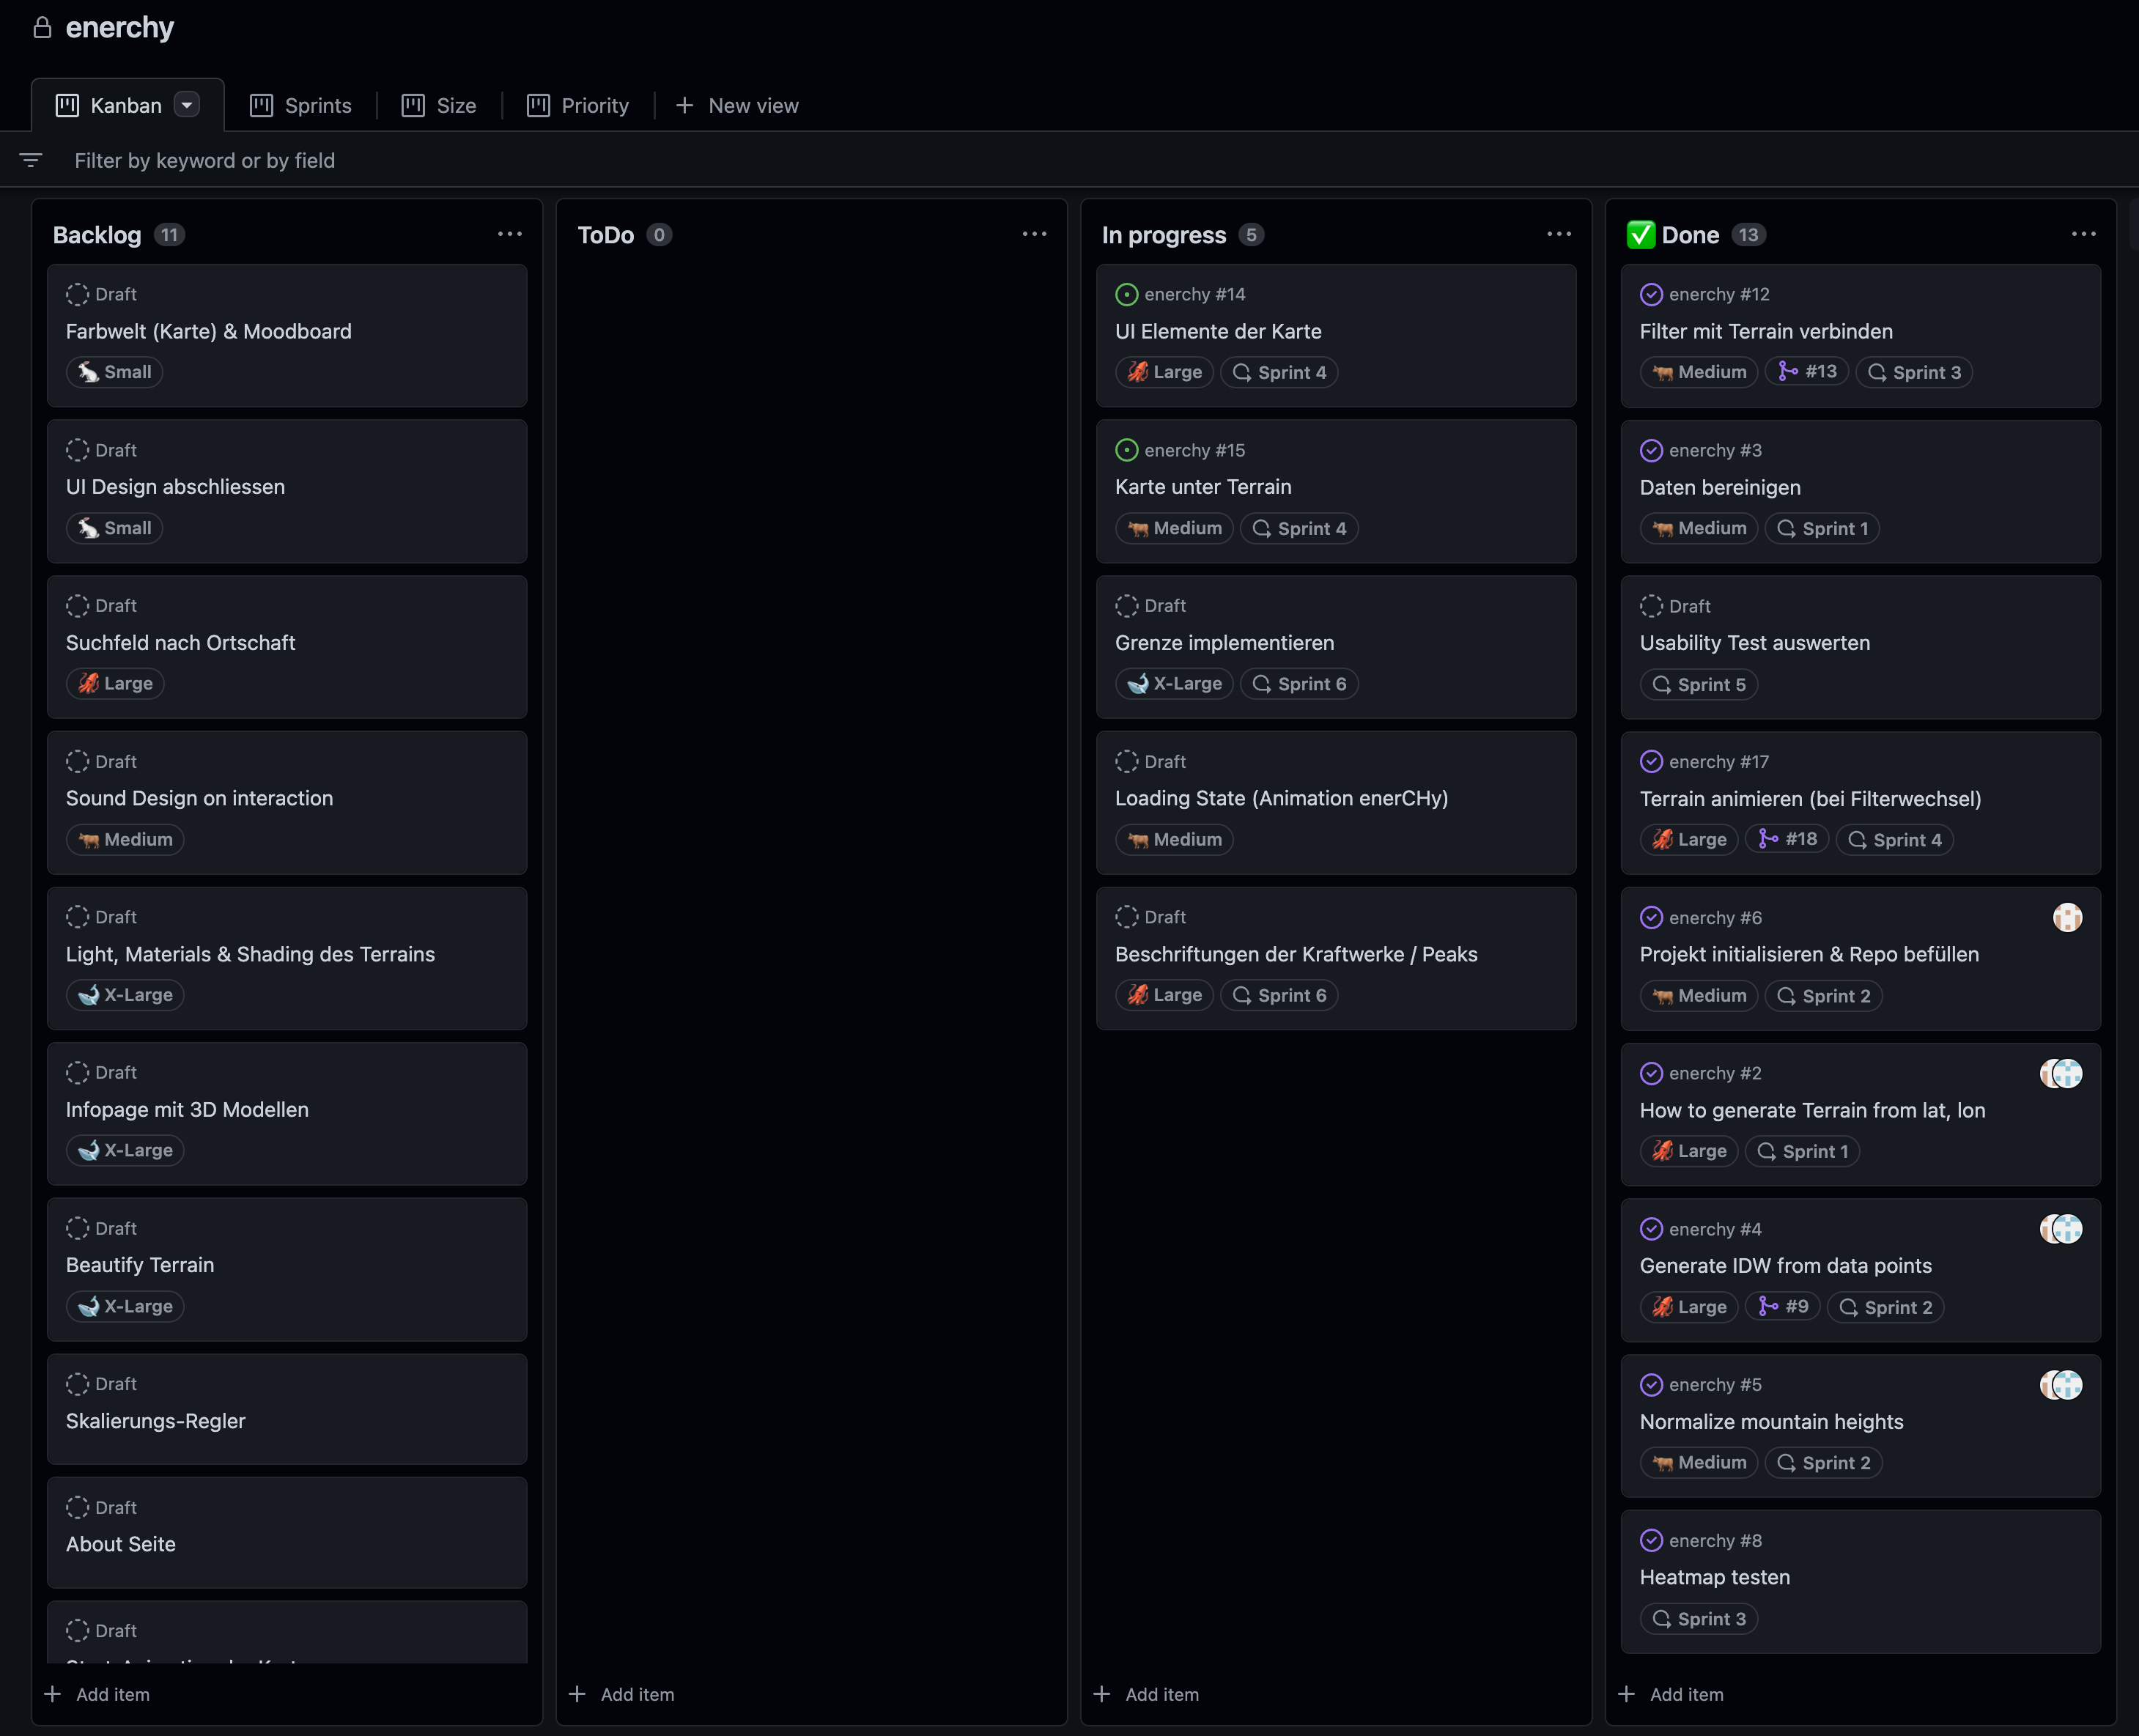 enerchy
Kanban
Sprints
Size
Priority
New view
Filter by keyword or by field
Backlog 11
Draft
Farbwelt (Karte) & Moodboard
Small
Draft
UI Design abschliessen
Small
Draft
Suchfeld nach Ortschaft
Large
Draft
Sound Design on interaction
Medium
Draft
Light, Materials & Shading des Terrains
X-Large
Draft
Infopage mit 3D Modellen
X-Large
Draft
Beautify Terrain
X-Large
Draft
Skalierungs-Regler
Draft
About Seite
Draft
Add item
ToDo 0
Add item
In progress 5
enerchy #14
UI Elemente der Karte
Large Sprint 4
enerchy #15
Karte unter Terrain
Medium Sprint 4
Draft
Grenze implementieren
X-Large Sprint 6
Draft
Loading State (Animation enerCHy)
Medium
Draft
Beschriftungen der Kraftwerke / Peaks
Large Sprint 6
Add item
Done 13
enerchy #12
Filter mit Terrain verbinden
Medium #13 Sprint 3
enerchy #3
Daten bereinigen
Medium Sprint 1
Draft
Usability Test auswerten
Sprint 5
enerchy #17
Terrain animieren (bei Filterwechsel)
Large #18 Sprint 4
enerchy #6
Projekt initialisieren & Repo befüllen
Medium Sprint 2
enerchy #2
How to generate Terrain from lat, lon
Large Sprint 1
enerchy #4
Generate IDW from data points
Large #9 Sprint 2
enerchy #5
Normalize mountain heights
Medium Sprint 2
enerchy #8
Heatmap testen
Sprint 3
Add item